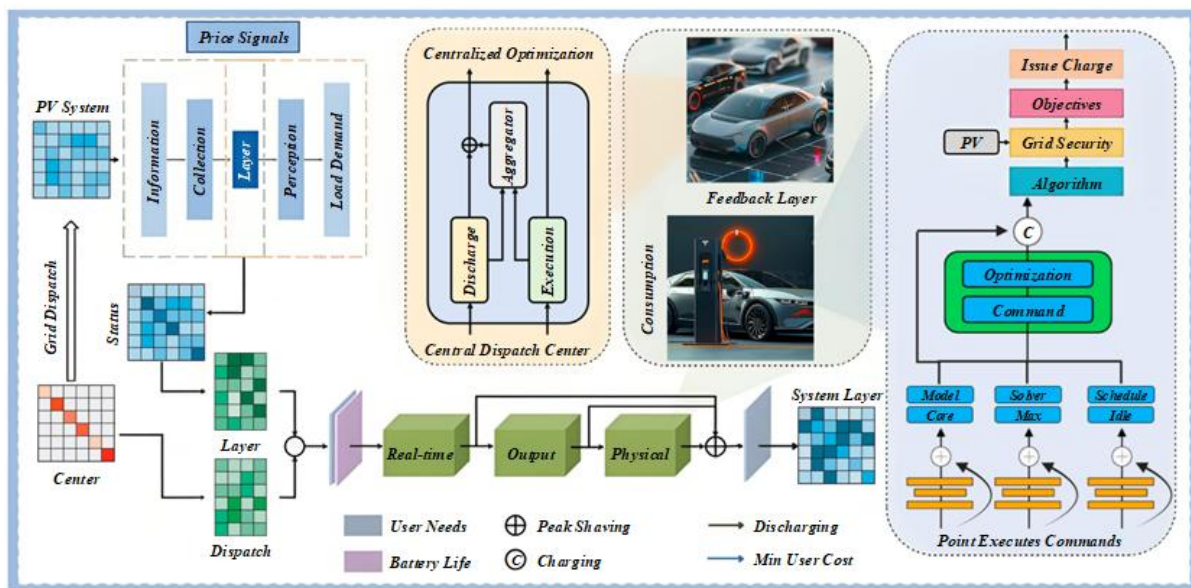 Price Signals
PV System
Information
Collection
Layer
Perception
Load Demand
Grid Dispatch
Status
Center
Layer
Dispatch
Centralized Optimization
Aggregator
Discharge
Execution
Central Dispatch Center
Feedback Layer
Consumption
Real-time
Output
Physical
System Layer
User Needs
Peak Shaving
Discharging
Battery Life
C
Charging
Min User Cost
Issue Charge
Objectives
PV
Grid Security
Algorithm
C
Optimization
Command
Model
Solver
Schedule
Core
Max
Idle
Point Executes Commands